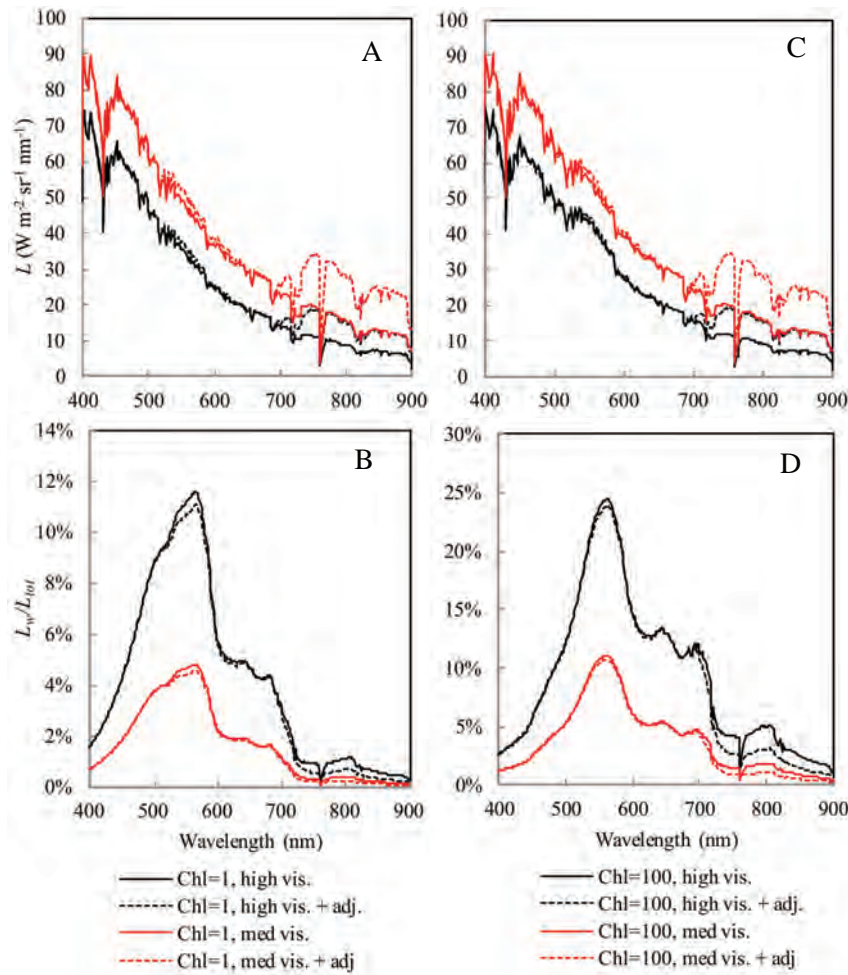 A
L (W m-2 sr-1 nm-1)
100
90
80
70
60
50
40
30
20
10
0
400 500 600 700 800 900
C
100
90
80
70
60
50
40
30
20
10
0
400 500 600 700 800 900
B
Lw/Ltot
14%
12%
10%
8%
6%
4%
2%
0%
400 500 600 700 800 900
Wavelength (nm)
Chl=1, high vis.
Chl=1, high vis. + adj.
Chl=1, med vis.
Chl=1, med vis. + adj
D
30%
25%
20%
15%
10%
5%
0%
400 500 600 700 800 900
Wavelength (nm)
Chl=100, high vis.
Chl=100, high vis. + adj.
Chl=100, med vis.
Chl=100, med vis. + adj